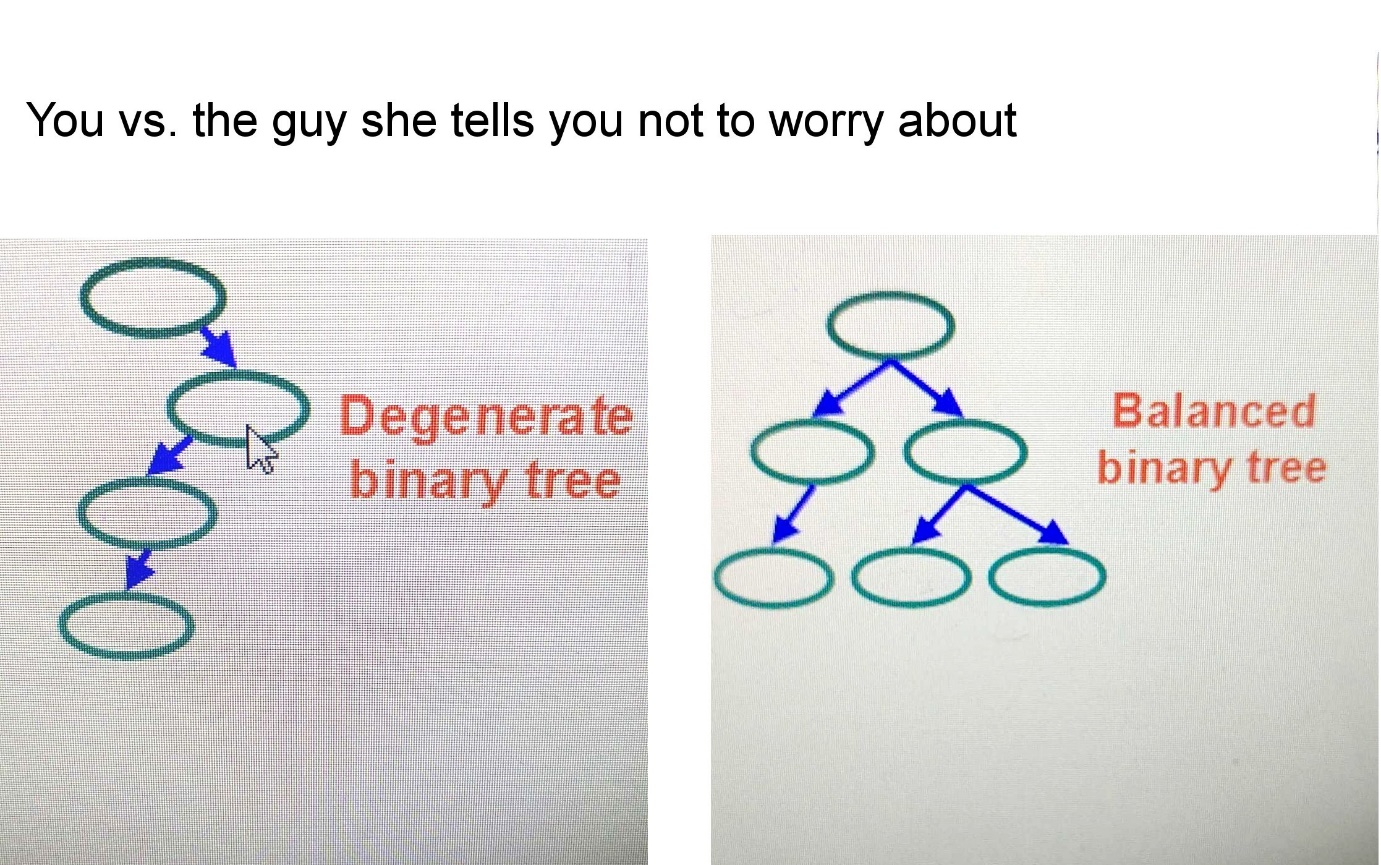 You vs. the guy she tells you not to worry about
Degenerate
binary tree
Balanced
binary tree